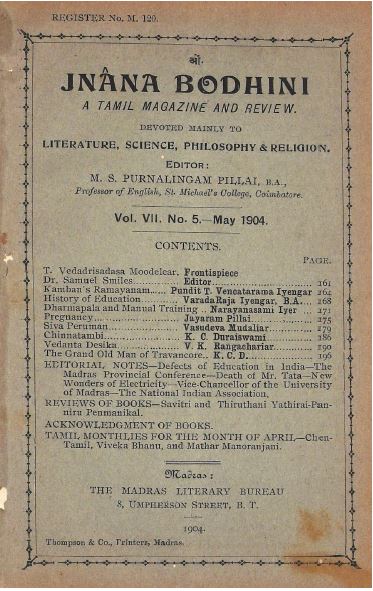 REGISTER No. M. 120.
ஓம்.
JNÂNA BODHINI
A TAMIL MAGAZINE AND REVIEW.
DEVOTED MAINLY TO
LITERATURE, SCIENCE, PHILOSOPHY & RELIGION.
EDITOR:
M. S. PURNALINGAM PILLAI, B.A.,
Professor of English, St. Michael's College, Coimbatore.
Vol. VII. No. 5.—May 1904.
CONTENTS.
PAGE.
T. Vedadrisadasa Moodelear, Frontispiece
Dr. Samuel Smiles............ Editor... 161
Kamban's Ramayanam..... Pundit T. Vencatarama Iyengar 162
History of Education ........ VaradaRaja Iyengar, B.A... 168
Dharmapala and Manual Training .. Narayanasami Iyer 171
Pregnancy............ Jayaram Pillai ... 175
Siva Peruman............ Vasudeva Mudaliar... 179
Chinnatambi............ K. C. Duraiswami ... 186
Vedanta Desika ............ V. K. Rangachariar... 190
The Grand Old Man of Travancore.. K. C. D... 196
EDITORIAL NOTES—Defects of Education in India—The
Madras Provincial Conference—Death of Mr. Tata—New
Wonders of Electricity—Vice-Chancellor of the University
of Madras—The National Indian Association.
REVIEWS OF BOOKS—Savitri and Thiruthani Yathirai-Pan-
niru Penmanikal.
ACKNOWLEDGMENT OF BOOKS.
TAMIL MONTHLIES FOR THE MONTH OF APRIL—Chen-
Tamil, Viveka Bhanu, and Mathar Manoranjani.
Madras:
THE MADRAS LITERARY BUREAU
8, UMPHERSON STREET, B. T.
1904.
Thompson & Co., Printers, Madras.